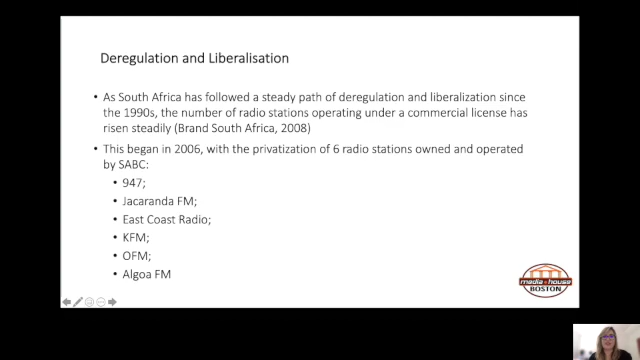 Deregulation and Liberalisation
• As South Africa has followed a steady path of deregulation and liberalization since
the 1990s, the number of radio stations operating under a commercial license has
risen steadily (Brand South Africa, 2008)
• This began in 2006, with the privatization of 6 radio stations owned and operated
by SABC:
• 947;
• Jacaranda FM;
• East Coast Radio;
• KFM;
• OFM;
• Algoa FM
media house
BOSTON